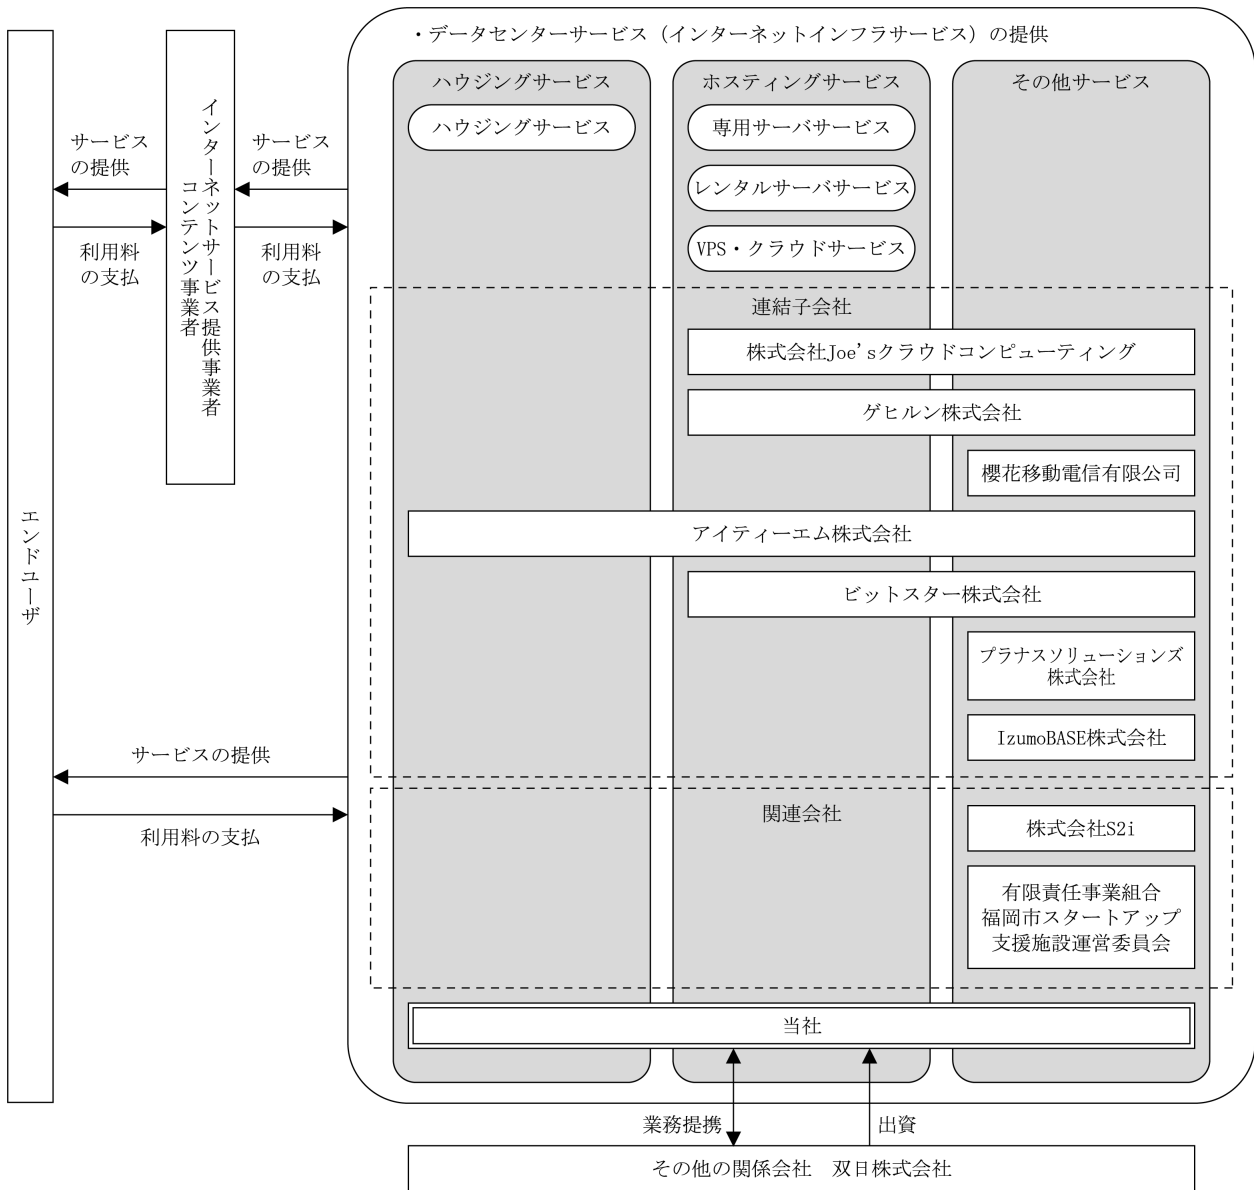 ・データセンターサービス（インターネットインフラサービス）の提供
ハウジングサービス
ホスティングサービス
その他サービス
ハウジングサービス
専用サーバサービス
レンタルサーバサービス
VPS・クラウドサービス
エンドユーザ
インターネットサービス提供事業者
コンテンツ事業者
サービス
の提供
サービス
の提供
利用料
の支払
利用料
の支払
連結子会社
株式会社Joe'sクラウドコンピューティング
ゲヒルン株式会社
櫻花移動電信有限公司
アイティーエム株式会社
ビットスター株式会社
プラナスソリューションズ
株式会社
IzumoBASE株式会社
サービスの提供
利用料の支払
関連会社
株式会社S2i
有限責任事業組合
福岡市スタートアップ
支援施設運営委員会
当社
業務提携
出資
その他の関係会社　双日株式会社